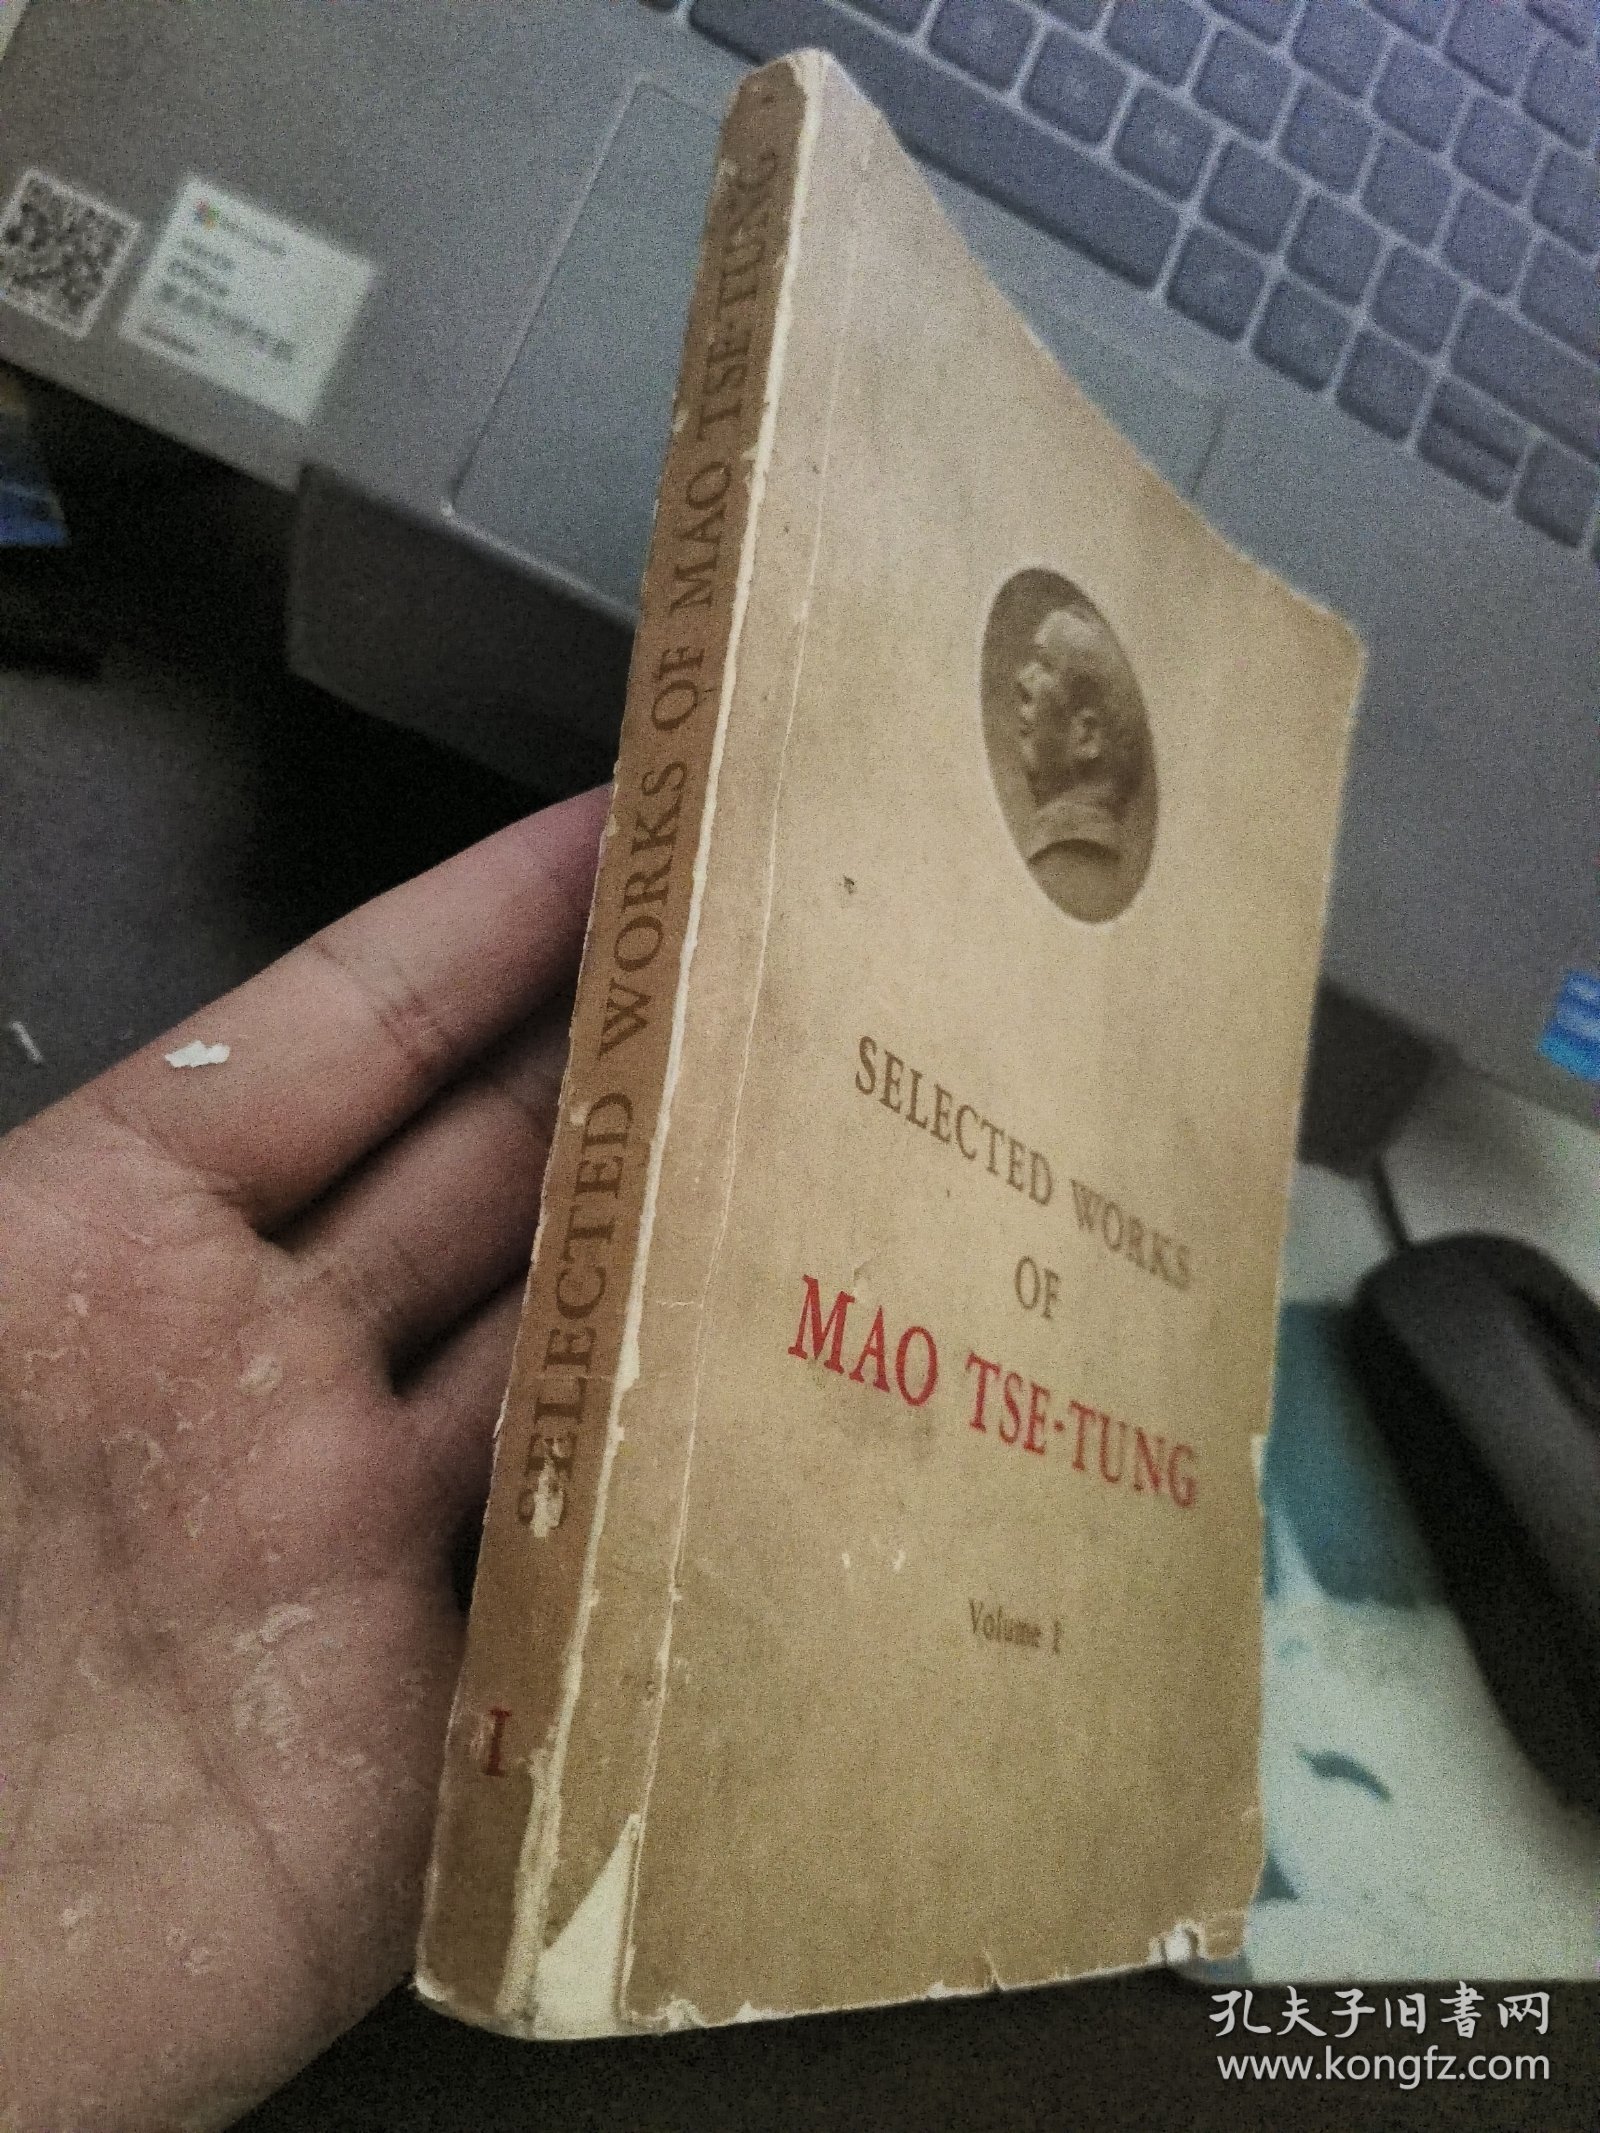 SELECTED WORKS OF MAO TSE-TUNG
I
SELECTED WORKS
OF
MAO TSE-TUNG
Volume I
孔夫子旧書网
www.kongfz.com